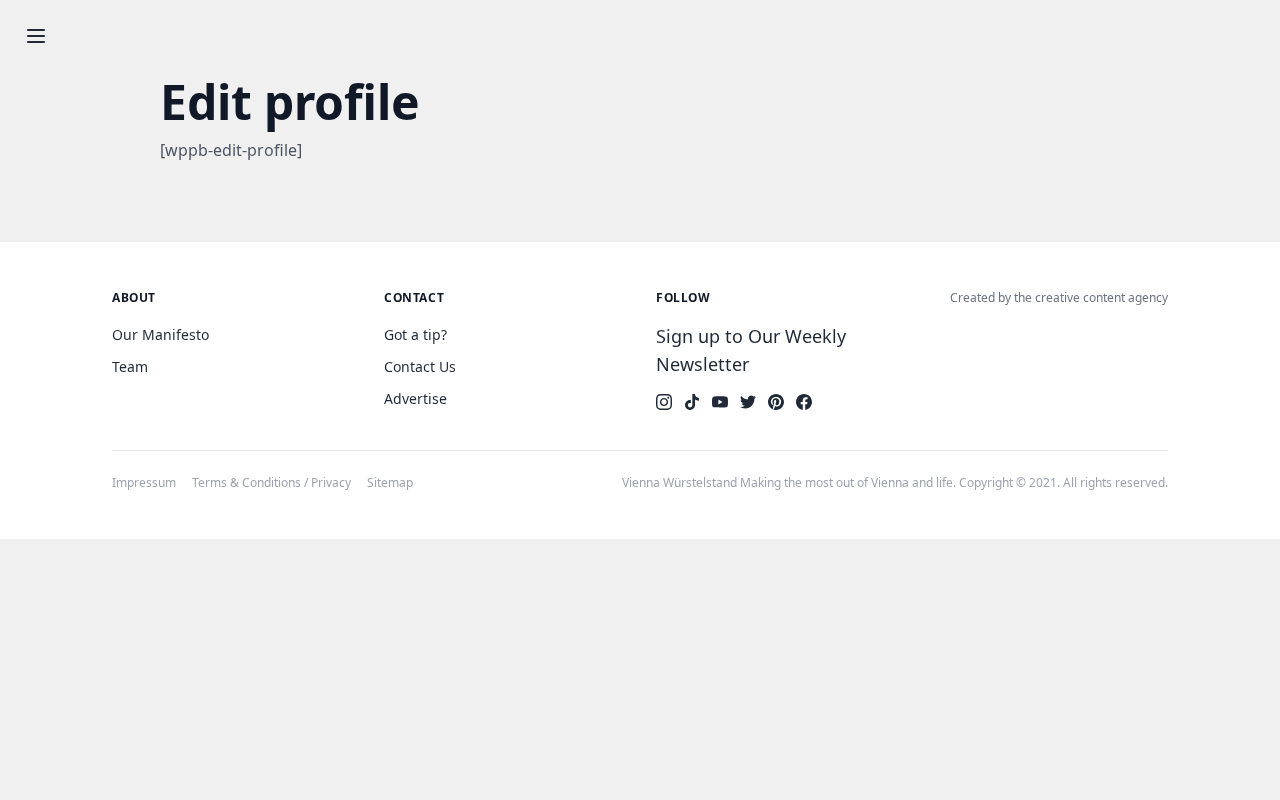 Edit profile
[wppb-edit-profile]
ABOUT
Our Manifesto
Team
CONTACT
Got a tip?
Contact Us
Advertise
FOLLOW
Sign up to Our Weekly
Newsletter
Created by the creative content agency
Impressum
Terms & Conditions / Privacy
Sitemap
Vienna Würstelstand Making the most out of Vienna and life. Copyright © 2021. All rights reserved.